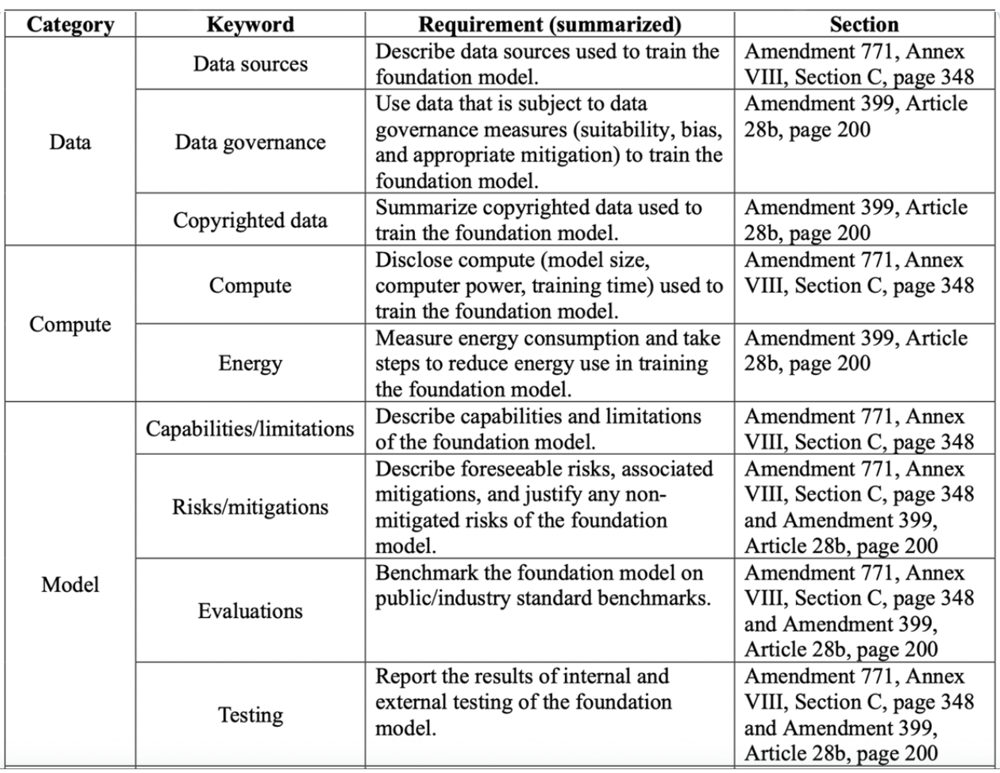 Category Keyword Requirement (summarized) Section
Data
Data sources
Describe data sources used to train the
foundation model.
Amendment 771, Annex
VIII, Section C, page 348
Data governance
Use data that is subject to data
governance measures (suitability, bias,
and appropriate mitigation) to train the
foundation model.
Amendment 399, Article
28b, page 200
Copyrighted data
Summarize copyrighted data used to
train the foundation model.
Amendment 399, Article
28b, page 200
Compute
Compute
Disclose compute (model size,
computer power, training time) used to
train the foundation model.
Amendment 771, Annex
VIII, Section C, page 348
Energy
Measure energy consumption and take
steps to reduce energy use in training
the foundation model.
Amendment 399, Article
28b, page 200
Model
Capabilities/limitations
Describe capabilities and limitations
of the foundation model.
Amendment 771, Annex
VIII, Section C, page 348
Risks/mitigations
Describe foreseeable risks, associated
mitigations, and justify any non-
mitigated risks of the foundation
model.
Amendment 771, Annex
VIII, Section C, page 348
and Amendment 399,
Article 28b, page 200
Evaluations
Benchmark the foundation model on
public/industry standard benchmarks.
Amendment 771, Annex
VIII, Section C, page 348
and Amendment 399,
Article 28b, page 200
Testing
Report the results of internal and
external testing of the foundation
model.
Amendment 771, Annex
VIII, Section C, page 348
and Amendment 399,
Article 28b, page 200